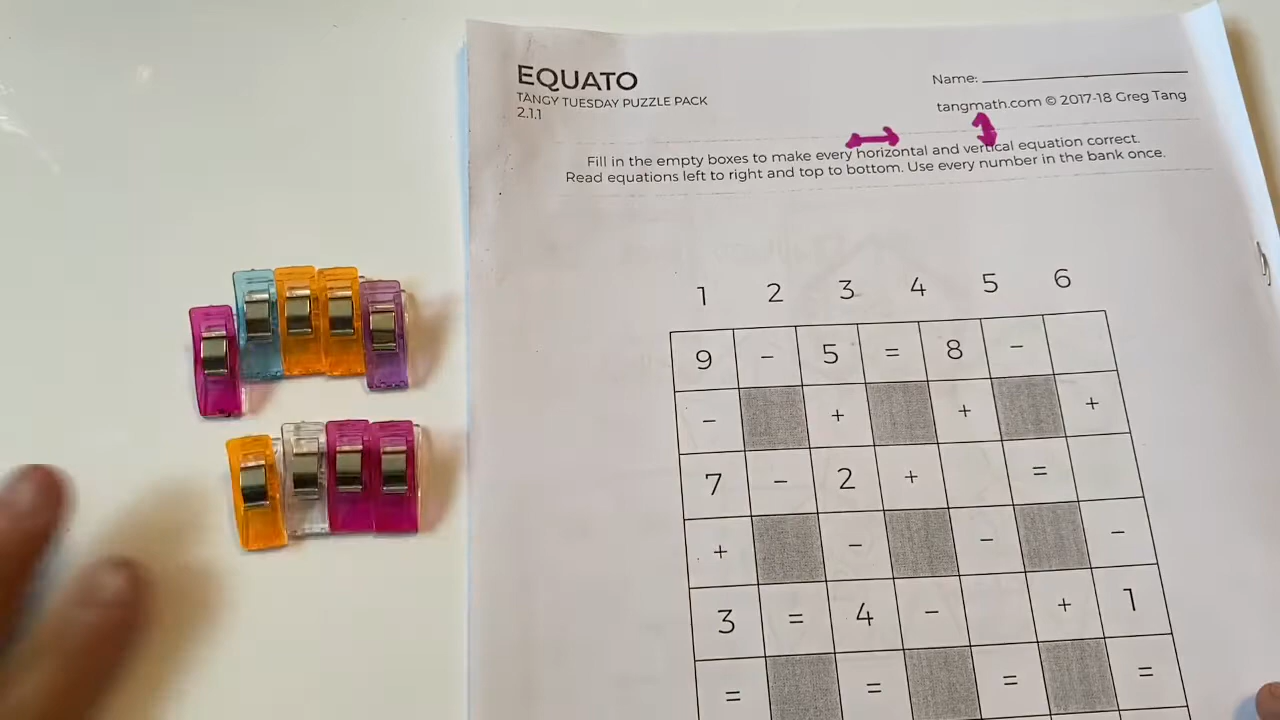 EQUATO
TANGY TUESDAY PUZZLE PACK
2.1.1
Name:
tangmath.com © 2017-18 Greg Tang
Fill in the empty boxes to make every horizontal and vertical equation correct.
Read equations left to right and top to bottom. Use every number in the bank once.
1 2 3 4 5 6
9 - 5 = 8 -
- + + +
7 - 2 + =
+ - - -
3 = 4 - + 1
= = = =